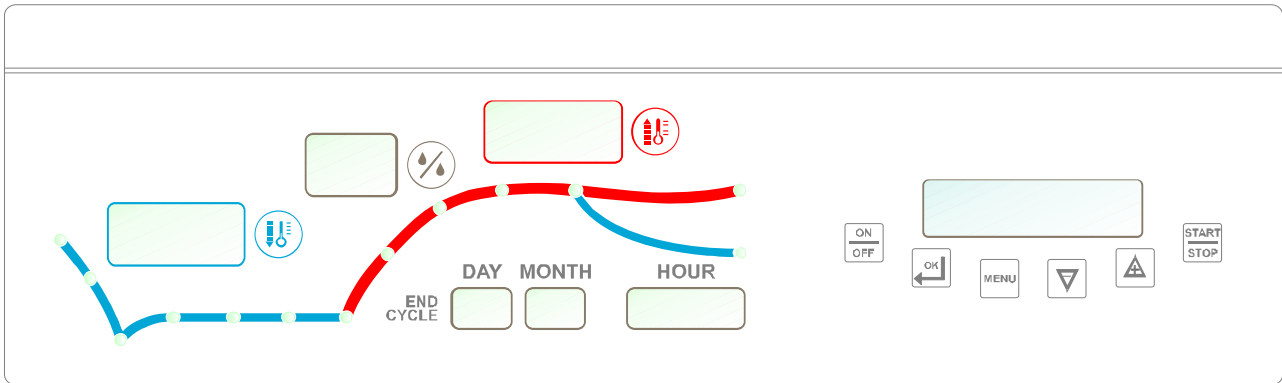 DAY MONTH HOUR
END
CYCLE
ON
OFF
OK
MENU
START
STOP